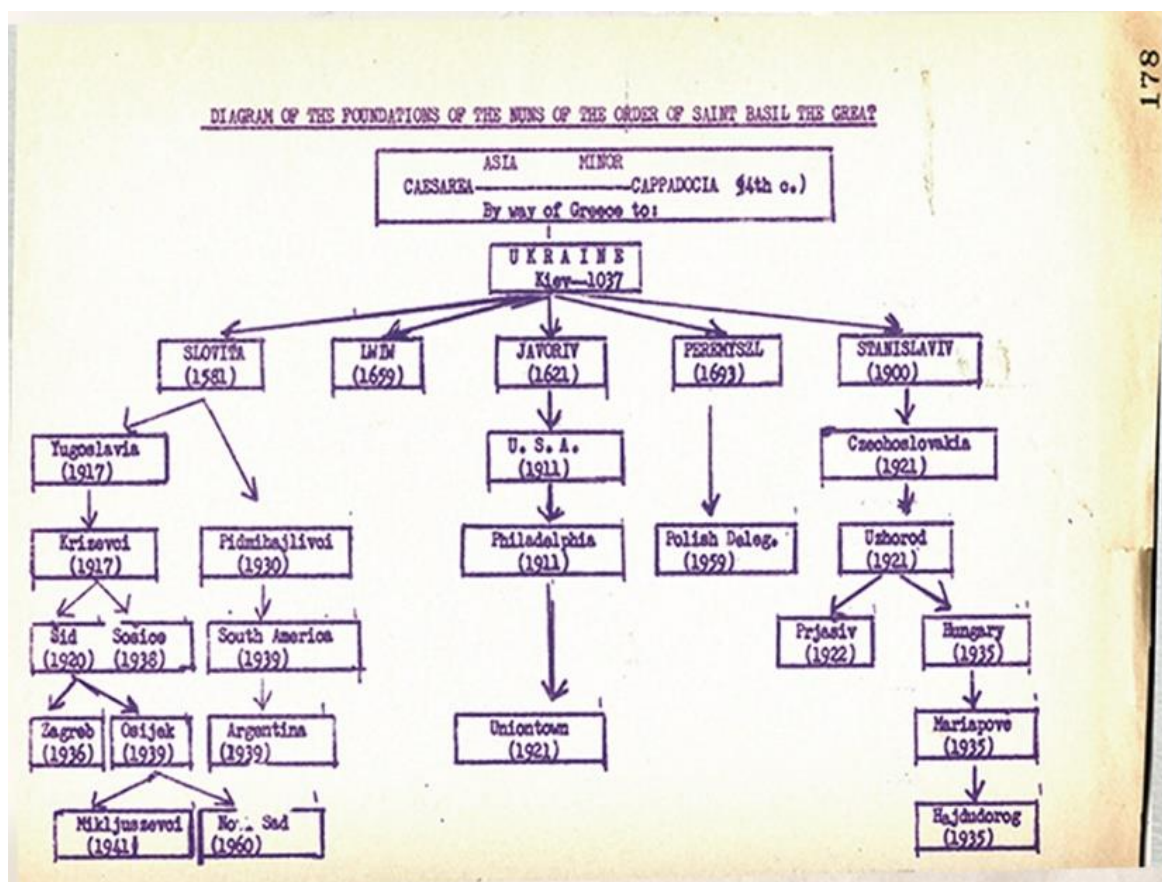 178
DIAGRAM OF THE FOUNDATIONS OF THE NUNS OF THE ORDER OF SAINT BASIL THE GREAT
ASIA MINOR
CAESAREA--------------------CAPPADOCIA §4th c.)
By way of Greece to:
UKRAINE
Kiev--1037
SLOVITA
(1581)
LWIW
(1659)
JAVORIV
(1621)
PEREMYSZL
(1693)
STANISLAVIV
(1900)
Yugoslavia
(1917)
U. S. A.
(1911)
Czechoslovakia
(1921)
Krizevci
(1917)
Pidmihajlivci
(1930)
Philadelphia
(1911)
Polish Deleg.
(1959)
Uzhorod
(1921)
Sid
(1920)
Sosice
(1938)
South America
(1939)
Prjasiv
(1922)
Hungary
(1935)
Zagreb
(1936)
Osijek
(1939)
Argentina
(1939)
Uniontown
(1921)
Mariapove
(1935)
Mikljuszevci
(1941)
Sad
(1960)
Hajdudorog
(1935)